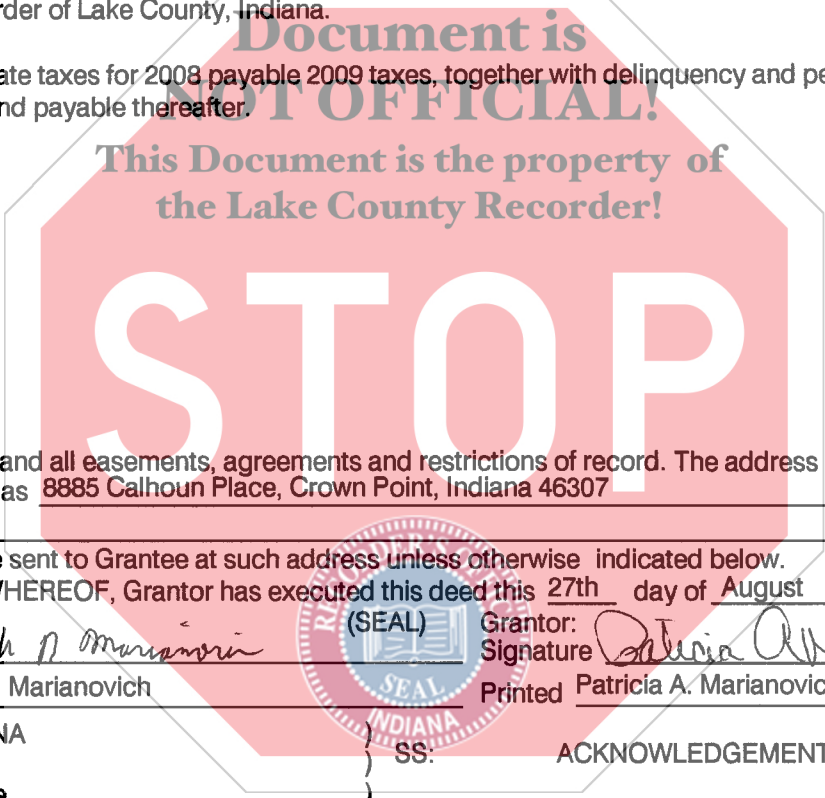 rder of Lake County, Indiana.
Document is
ate taxes for 2008 payable 2009 taxes, together with delinquency and pe
NOT OFFICIAL!
nd payable thereafter.
This Document is the property of
the Lake County Recorder!
STOP
and all easements, agreements and restrictions of record. The address
as 8885 Calhoun Place, Crown Point, Indiana 46307
sent to Grantee at such address unless otherwise indicated below.
WHEREOF, Grantor has executed this deed this 27th day of August
(SEAL) Grantor:
Signature Patricia
Marianovich Printed Patricia A. Marianovic
SEAL
INDIANA
NA
) SS: ACKNOWLEDGEMENT
)
)